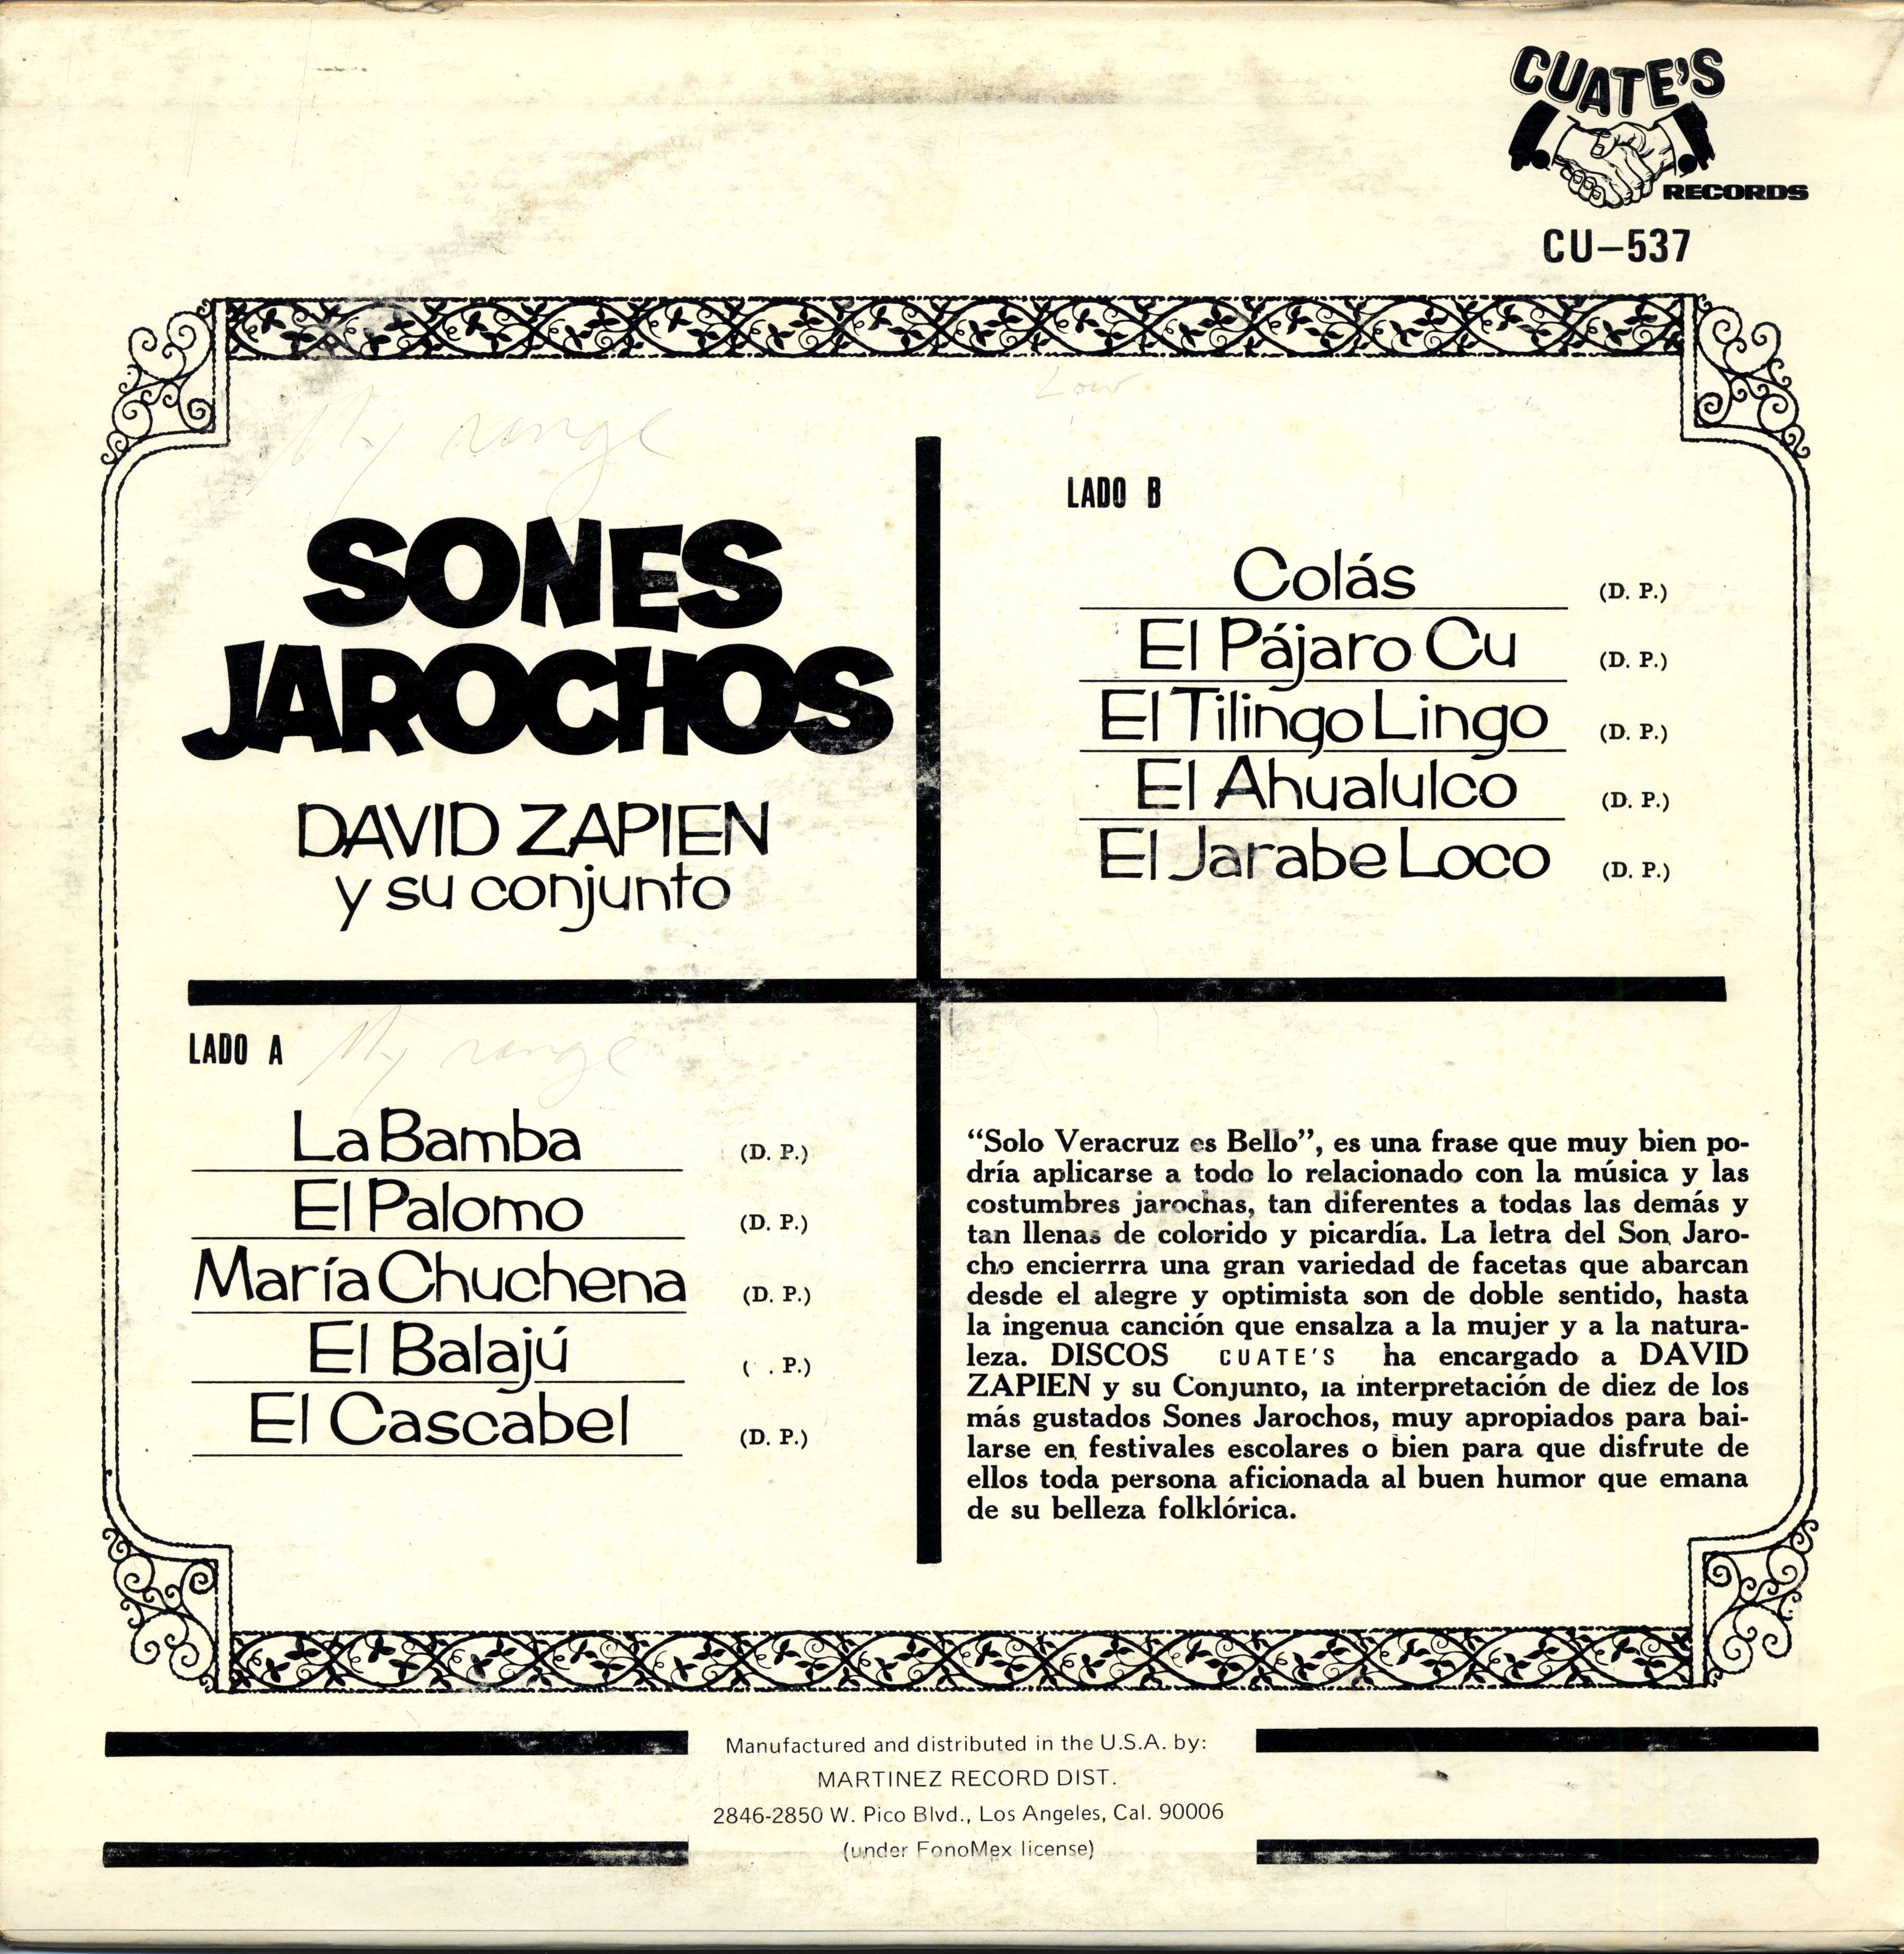 CUATE'S
RECORDS
CU—537
Low
My range
SONES
JAROCHOS
DAVID ZAPIEN
y su conjunto
LADO B
Colás (D. P.)
El Pájaro Cu (D. P.)
El Tilingo Lingo (D. P.)
El Ahualulco (D. P.)
El Jarabe Loco (D. P.)
LADO A
My range
La Bamba (D. P.)
El Palomo (D. P.)
María Chuchena (D. P.)
El Balajú ( . P.)
El Cascabel (D. P.)
“Solo Veracruz es Bello”, es una frase que muy bien po-
dría aplicarse a todo lo relacionado con la música y las
costumbres jarochas, tan diferentes a todas las demás y
tan llenas de colorido y picardía. La letra del Son Jaro-
cho encierrra una gran variedad de facetas que abarcan
desde el alegre y optimista son de doble sentido, hasta
la ingenua canción que ensalza a la mujer y a la natura-
leza. DISCOS CUATE'S ha encargado a DAVID
ZAPIEN y su Conjunto, la interpretación de diez de los
más gustados Sones Jarochos, muy apropiados para bai-
larse en festivales escolares o bien para que disfrute de
ellos toda persona aficionada al buen humor que emana
de su belleza folklórica.
Manufactured and distributed in the U.S.A. by:
MARTINEZ RECORD DIST.
2846-2850 W. Pico Blvd., Los Angeles, Cal. 90006
(under FonoMex license)